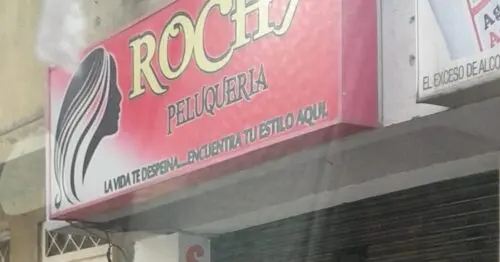 ROCHY
PELUQUERIA
LA VIDA TE DESPEINA....ENCUENTRA TU ESTILO AQUI.
EL EXCESO DE ALCO
S